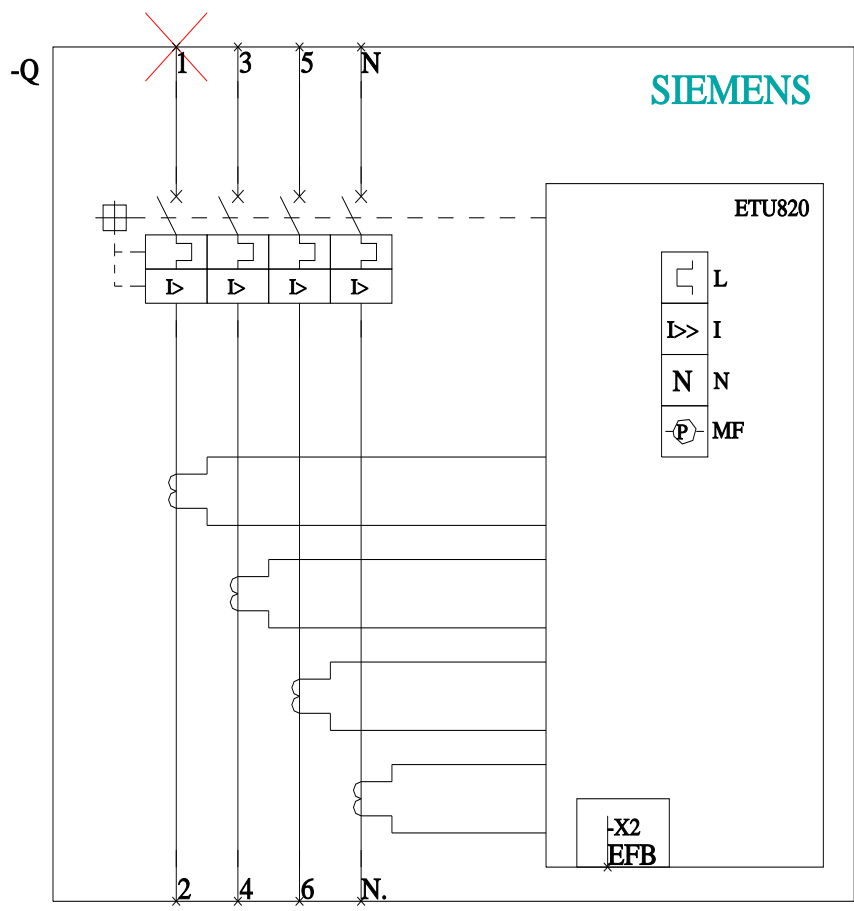 1 3 5 N
-Q
SIEMENS
ETU820
L
I> I> I> I>
I>> I
N N
P MF
-X2
EFB
2 4 6 N.